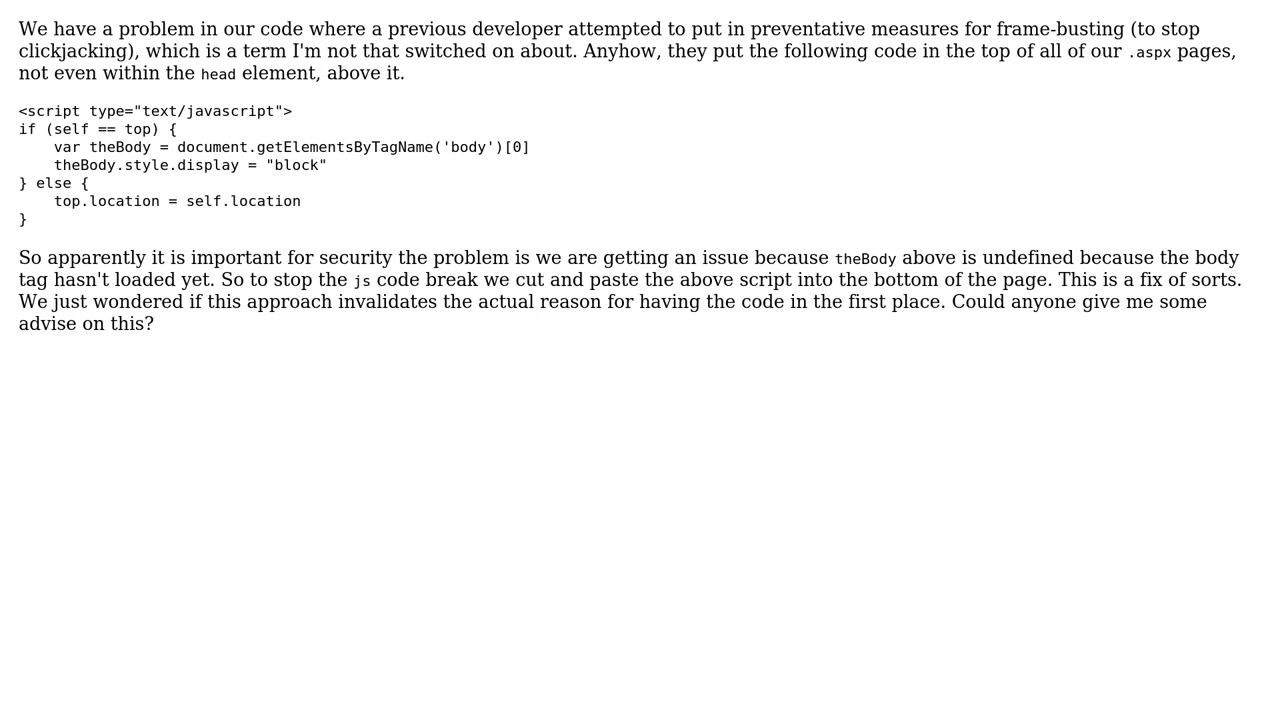 We have a problem in our code where a previous developer attempted to put in preventative measures for frame-busting (to stop
clickjacking), which is a term I'm not that switched on about. Anyhow, they put the following code in the top of all of our .aspx pages,
not even within the head element, above it.
<script type="text/javascript">
if (self == top) {
    var theBody = document.getElementsByTagName('body')[0]
    theBody.style.display = "block"
} else {
    top.location = self.location
}
So apparently it is important for security the problem is we are getting an issue because theBody above is undefined because the body
tag hasn't loaded yet. So to stop the js code break we cut and paste the above script into the bottom of the page. This is a fix of sorts.
We just wondered if this approach invalidates the actual reason for having the code in the first place. Could anyone give me some
advise on this?